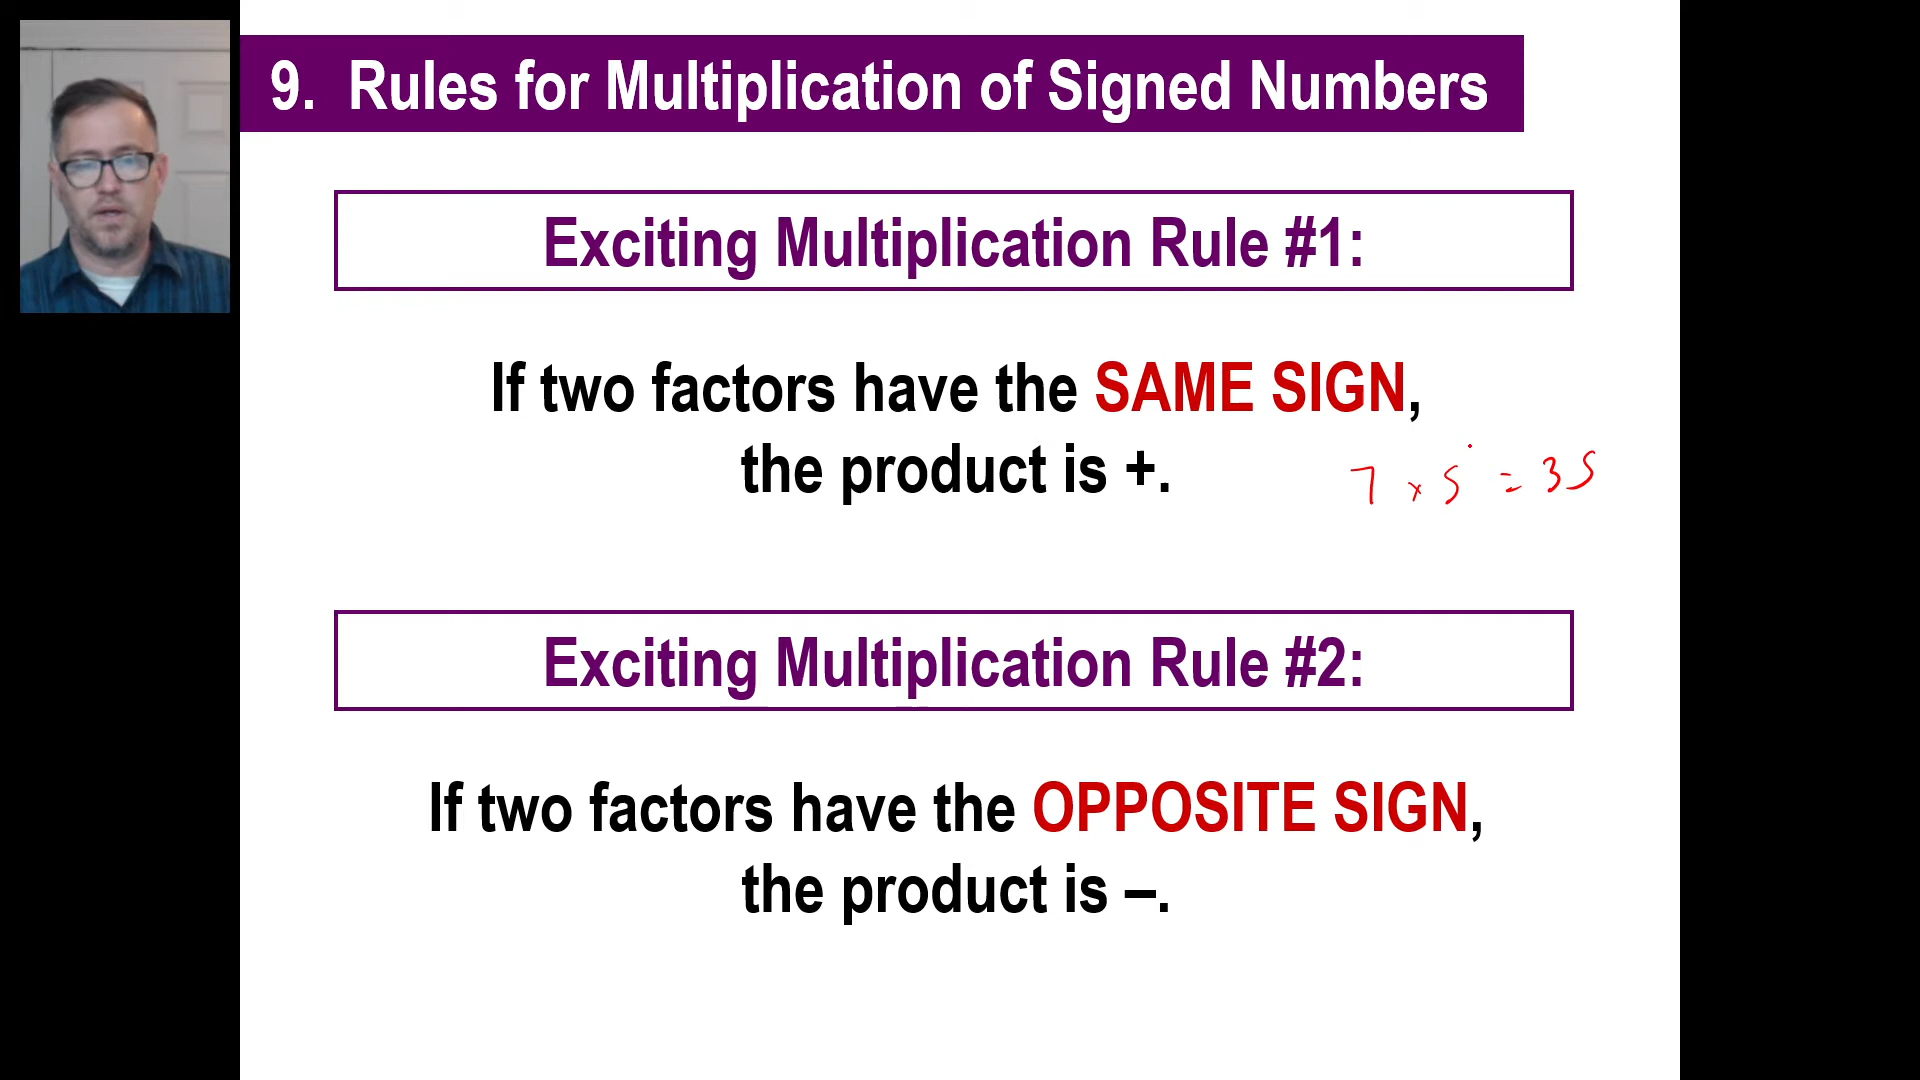 9. Rules for Multiplication of Signed Numbers
Exciting Multiplication Rule #1:
If two factors have the SAME SIGN,
the product is +.
7 x 5 = 35
Exciting Multiplication Rule #2:
If two factors have the OPPOSITE SIGN,
the product is –.